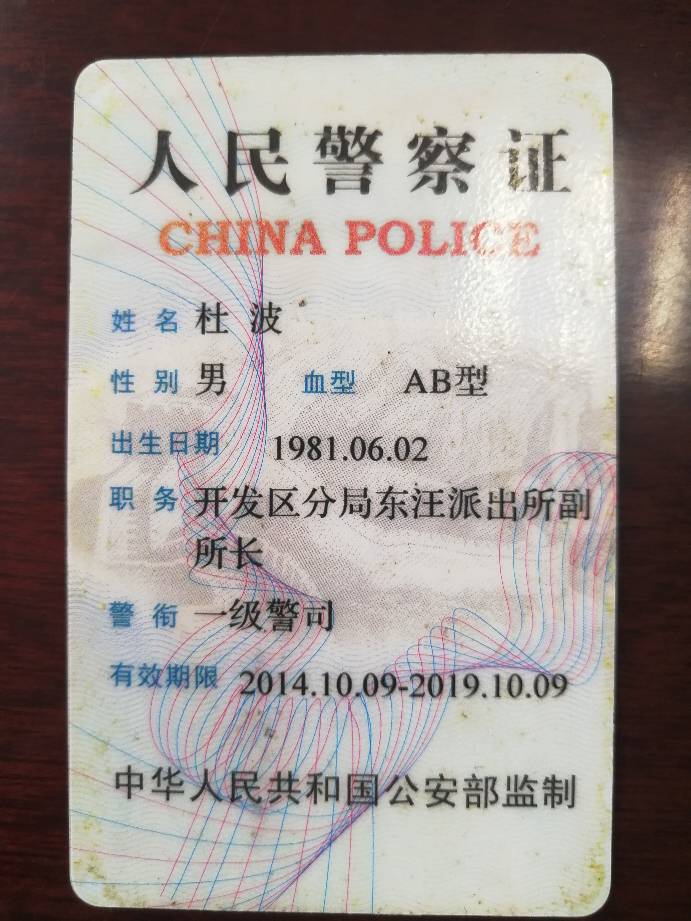 人民警察证
CHINA POLICE
姓名 杜波
性别 男 血型 AB型
出生日期 1981.06.02
职务 开发区分局东汪派出所副
所长
警衔 一级警司
有效期限 2014.10.09-2019.10.09
中华人民共和国公安部监制